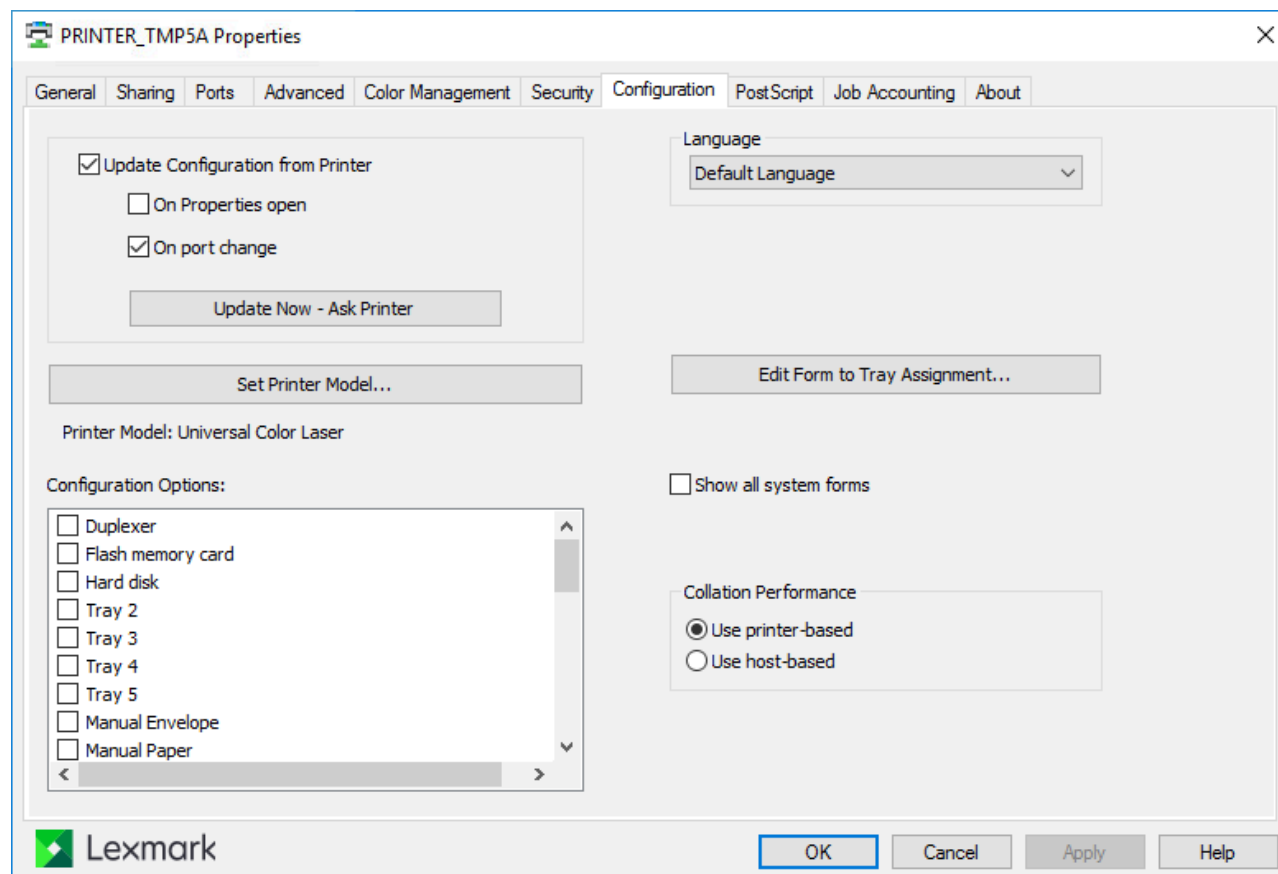 PRINTER_TMP5A Properties
General Sharing Ports Advanced Color Management Security Configuration PostScript Job Accounting About
Update Configuration from Printer
On Properties open
On port change
Update Now - Ask Printer
Set Printer Model...
Printer Model: Universal Color Laser
Configuration Options:
Duplexer
Flash memory card
Hard disk
Tray 2
Tray 3
Tray 4
Tray 5
Manual Envelope
Manual Paper
Language
Default Language
Edit Form to Tray Assignment...
Show all system forms
Collation Performance
Use printer-based
Use host-based
Lexmark
OK Cancel Apply Help